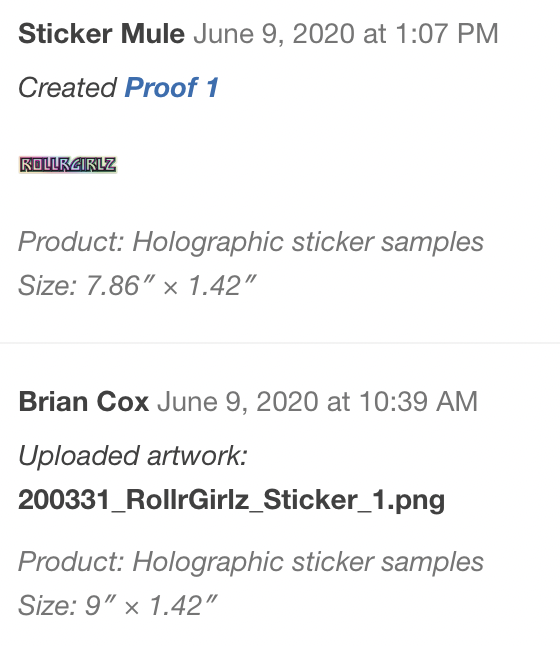 Sticker Mule June 9, 2020 at 1:07 PM
Created Proof 1
ROLLRGIRLZ
Product: Holographic sticker samples
Size: 7.86″ × 1.42″
Brian Cox June 9, 2020 at 10:39 AM
Uploaded artwork:
200331_RollrGirlz_Sticker_1.png
Product: Holographic sticker samples
Size: 9″ × 1.42″